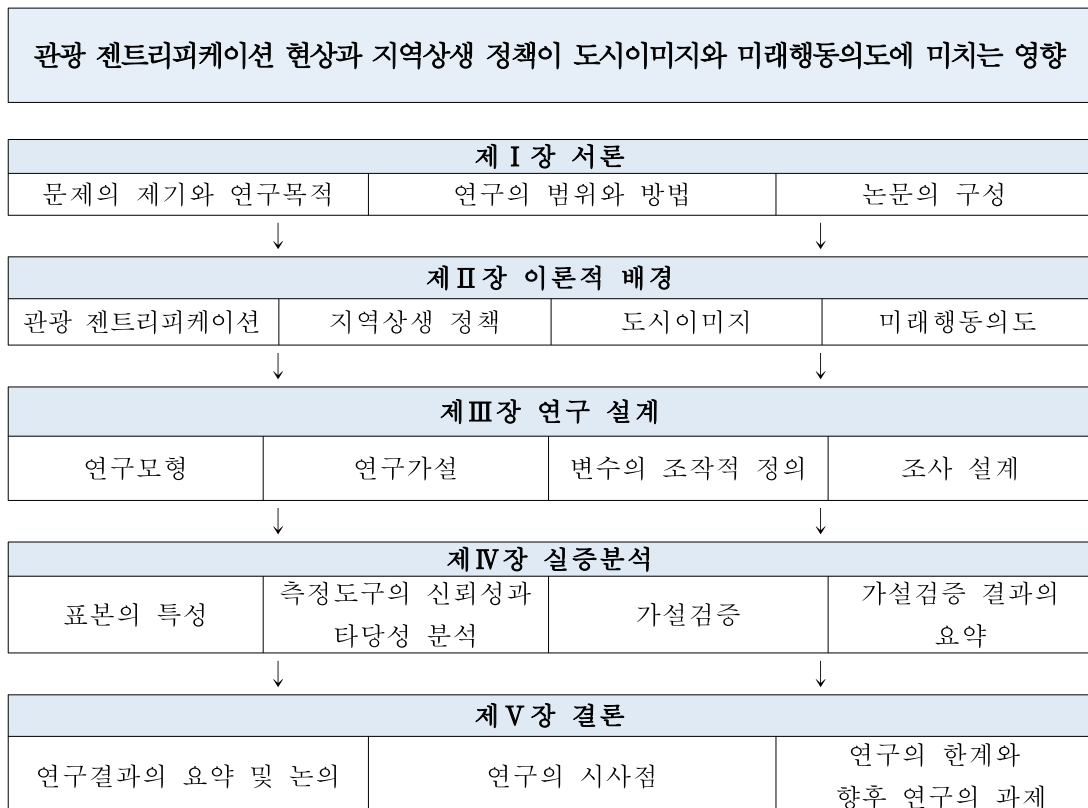 관광 젠트리피케이션 현상과 지역상생 정책이 도시이미지와 미래행동의도에 미치는 영향
제Ⅰ장 서론
문제의 제기와 연구목적
연구의 범위와 방법
논문의 구성
↓ ↓
제Ⅱ장 이론적 배경
관광 젠트리피케이션
지역상생 정책
도시이미지
미래행동의도
↓ ↓
제Ⅲ장 연구 설계
연구모형
연구가설
변수의 조작적 정의
조사 설계
↓ ↓
제Ⅳ장 실증분석
표본의 특성
측정도구의 신뢰성과
타당성 분석
가설검증
가설검증 결과의
요약
↓ ↓
제Ⅴ장 결론
연구결과의 요약 및 논의
연구의 시사점
연구의 한계와
향후 연구의 과제